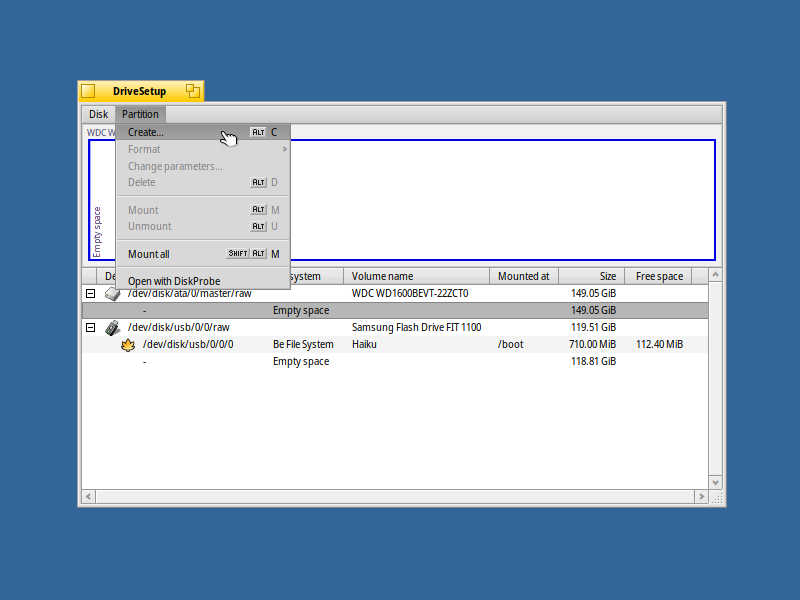 DriveSetup
Disk Partition
WDC W
Create... ALT C
Format
Change parameters...
Delete ALT D
Mount ALT M
Unmount ALT U
Mount all SHIFT ALT M
Open with DiskProbe
Empty space
De system Volume name Mounted at Size Free space
/dev/disk/ata/0/master/raw WDC WD1600BEVT-22ZCT0 149.05 GiB
- Empty space 149.05 GiB
/dev/disk/usb/0/0/raw Samsung Flash Drive FIT 1100 119.51 GiB
/dev/disk/usb/0/0/0 Be File System Haiku /boot 710.00 MiB 112.40 MiB
- Empty space 118.81 GiB